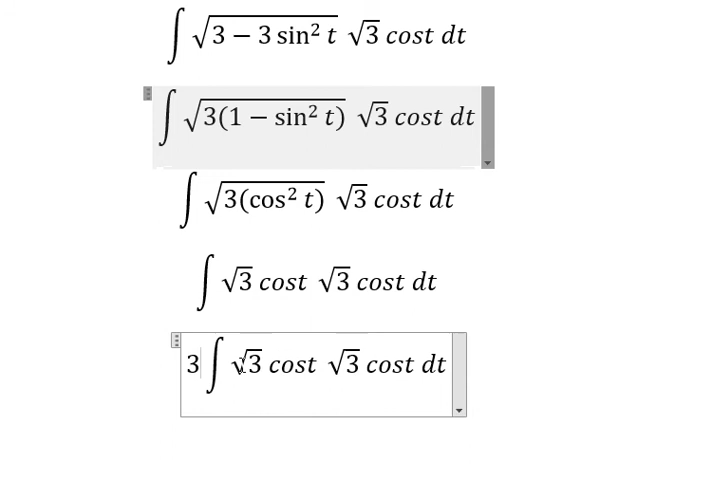 ∫ √(3 − 3 sin² t) √3 cost dt
∫ √(3(1 − sin² t)) √3 cost dt
∫ √(3(cos² t)) √3 cost dt
∫ √3 cost √3 cost dt
3 ∫ √3 cost √3 cost dt